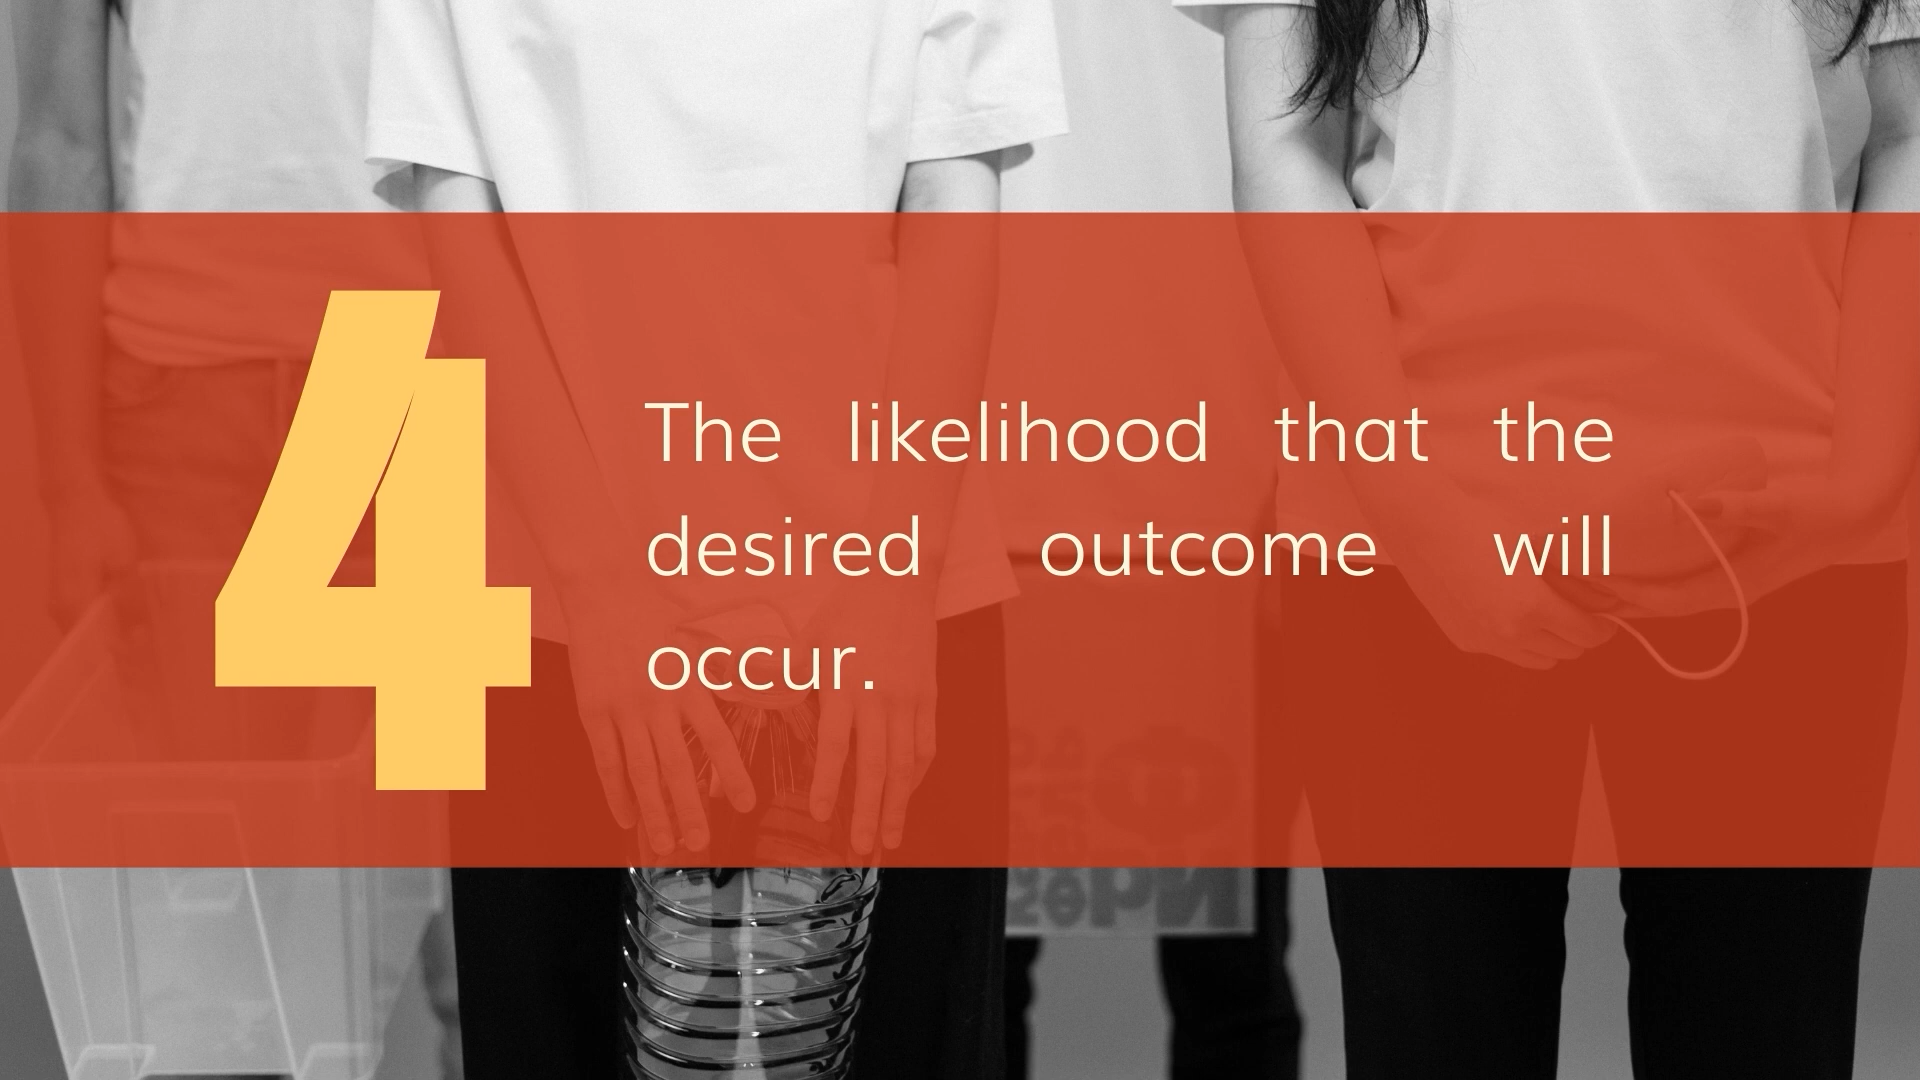 4
The likelihood that the
desired outcome will
occur.